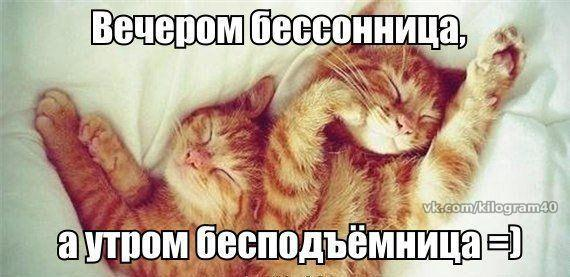 Вечером бессонница,
vk.com/kilogram40
а утром бесподъёмница =)